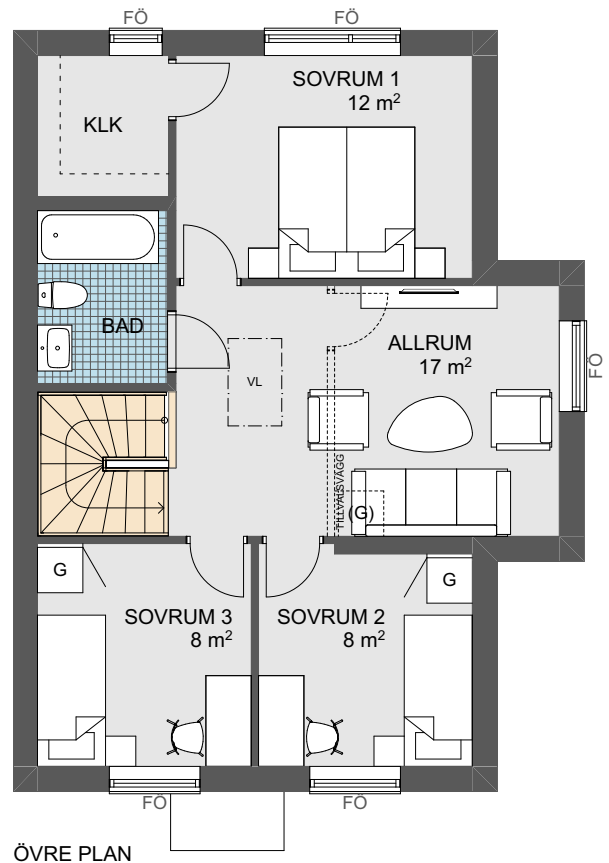 FÖ
FÖ
SOVRUM 1
12 m²
KLK
BAD
ALLRUM
17 m²
FÖ
VL
TILLVALSVÄGG
(G)
G
G
SOVRUM 3
8 m²
SOVRUM 2
8 m²
FÖ
FÖ
ÖVRE PLAN